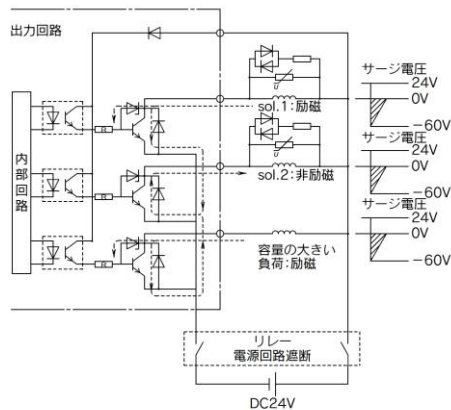 出力回路
内部回路
R
R
R
U
sol.1:励磁
U
sol.2:非励磁
容量の大きい
負荷:励磁
サージ電圧
24V
0V
-60V
サージ電圧
24V
0V
-60V
サージ電圧
24V
0V
-60V
リレー
電源回路遮断
DC24V